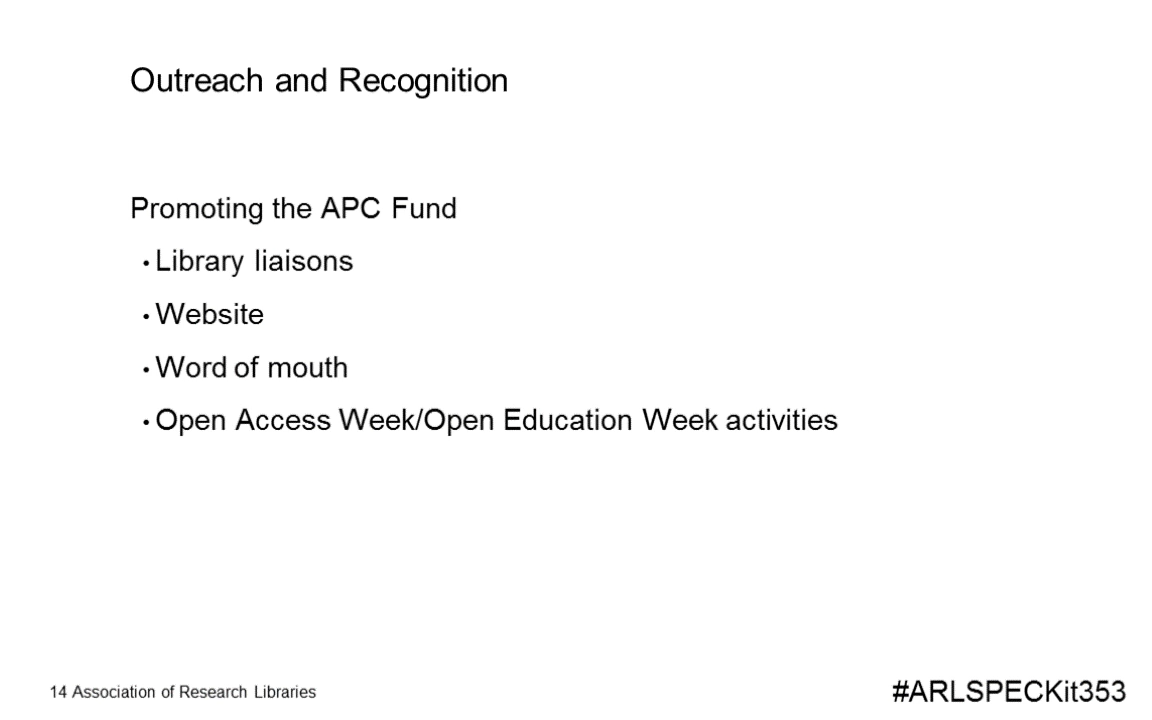 Outreach and Recognition
Promoting the APC Fund
• Library liaisons
• Website
• Word of mouth
• Open Access Week/Open Education Week activities
14 Association of Research Libraries
#ARLSPECKit353